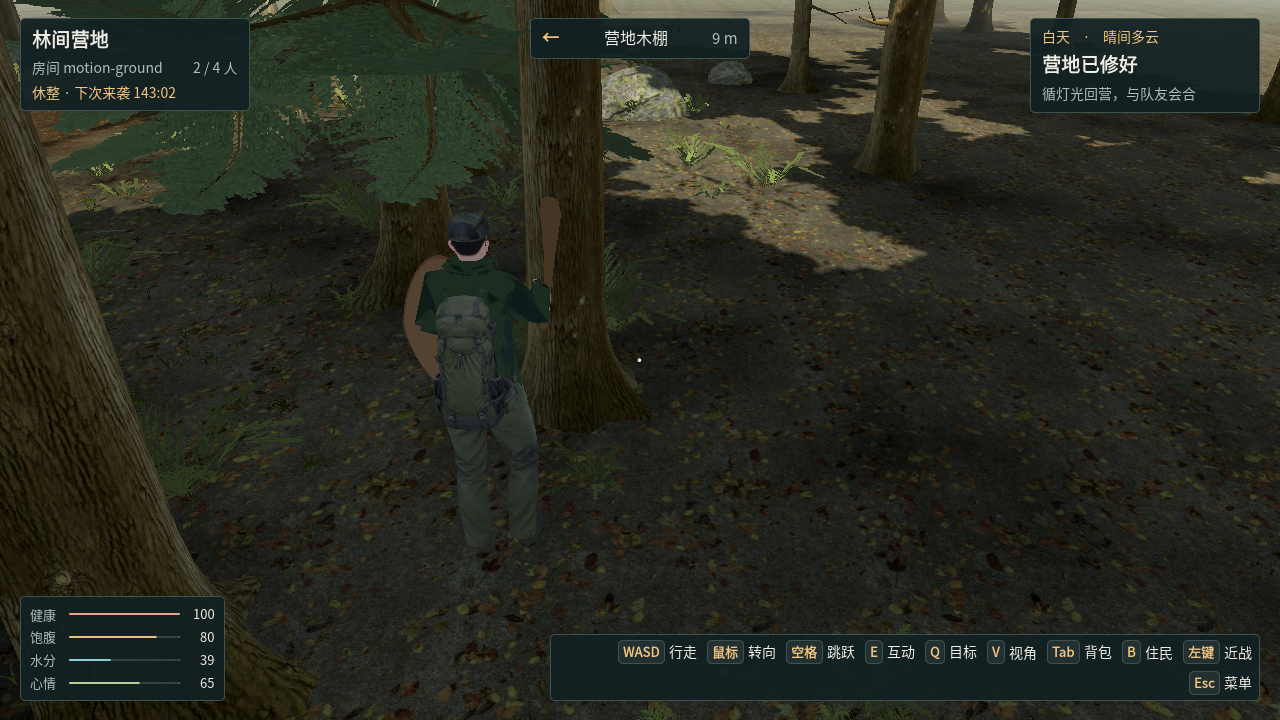 林间营地
房间 motion-ground 2 / 4 人
休整 · 下次来袭 143:02
← 营地木棚 9 m
白天 · 晴间多云
营地已修好
循灯光回营，与队友会合
健康 100
饱腹 80
水分 39
心情 65
WASD 行走 鼠标 转向 空格 跳跃 E 互动 Q 目标 V 视角 Tab 背包 B 住民 左键 近战
Esc 菜单